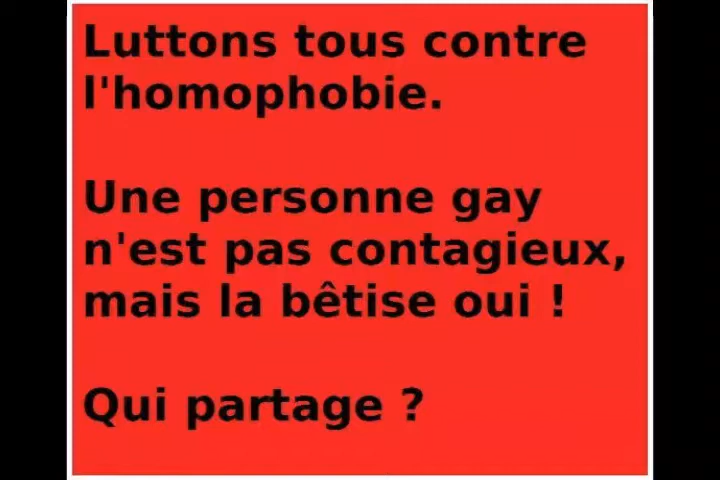 Luttons tous contre
l'homophobie.
Une personne gay
n'est pas contagieux,
mais la bêtise oui !
Qui partage ?